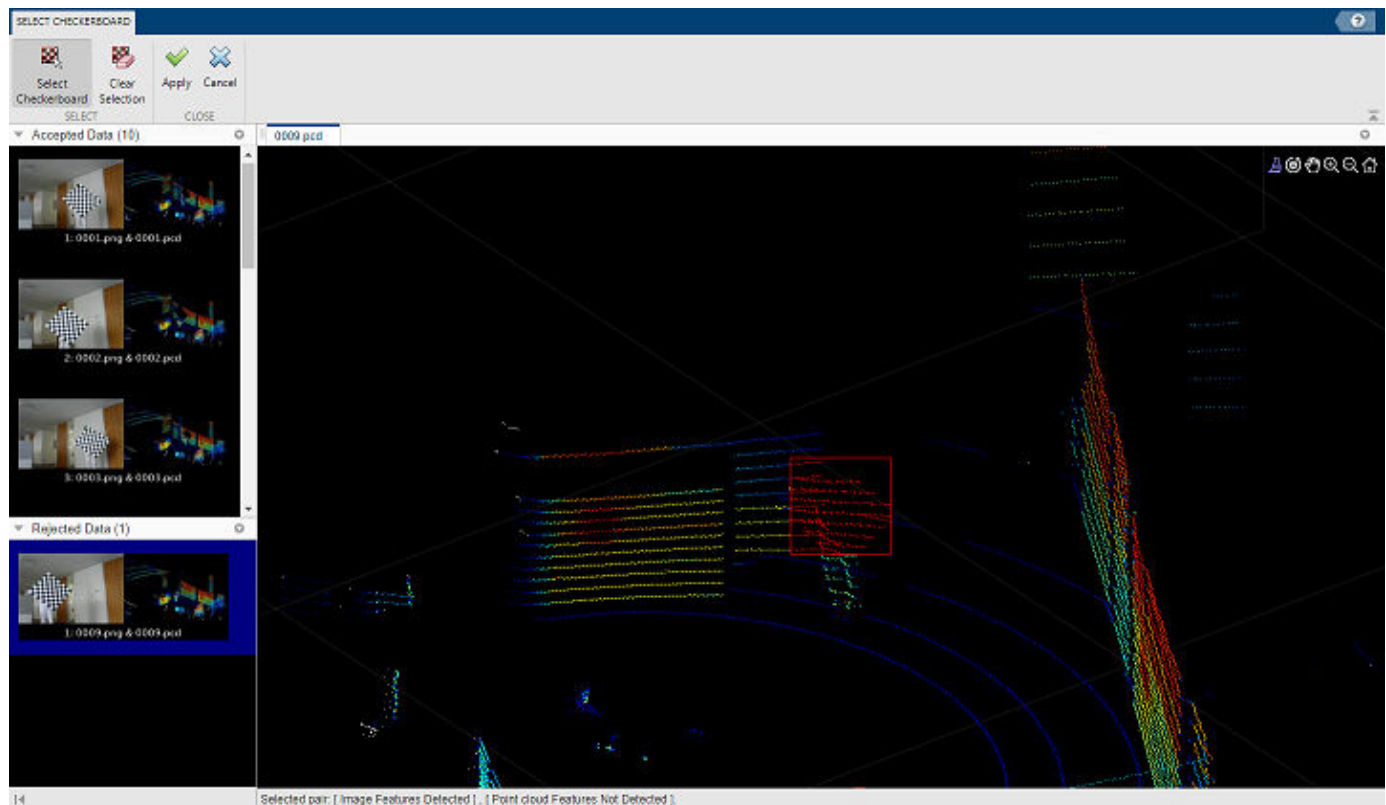 SELECT CHECKERBOARD
?
Select
Checkerboard
Clear
Selection
Apply
Cancel
SELECT
CLOSE
Accepted Data (10)
0009.pcd
1: 0001.png & 0001.pcd
2: 0002.png & 0002.pcd
3: 0003.png & 0003.pcd
Rejected Data (1)
1: 0009.png & 0009.pcd
Selected pair: [ Image Features Detected ] , [ Point cloud Features Not Detected ].